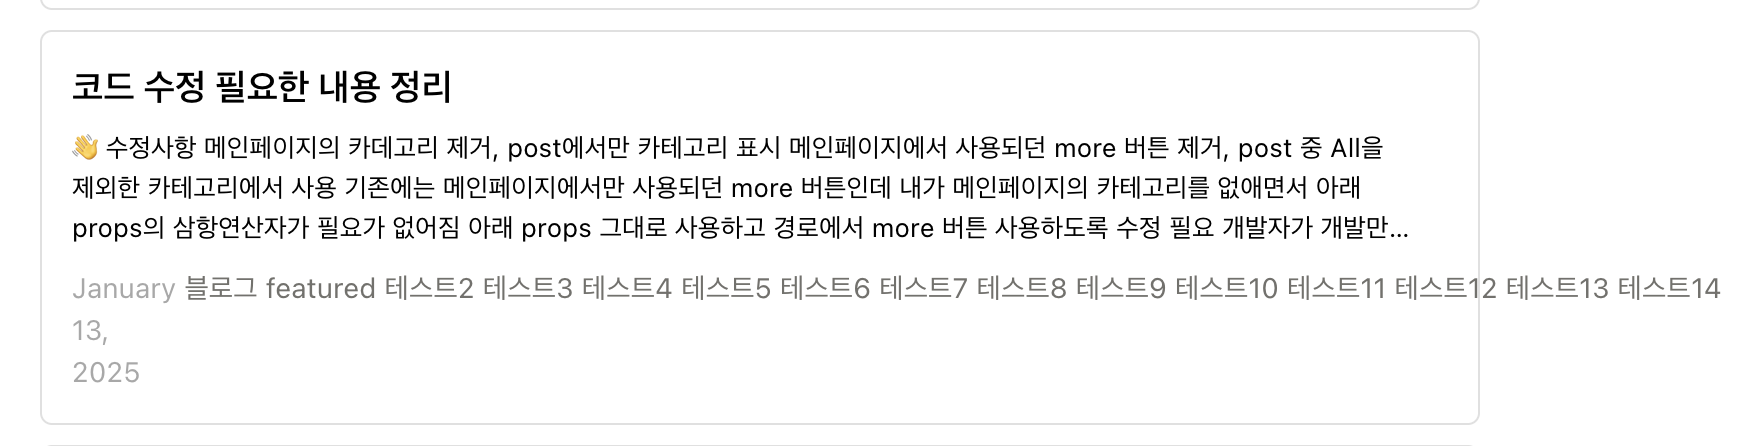 코드 수정 필요한 내용 정리
👋 수정사항 메인페이지의 카데고리 제거, post에서만 카테고리 표시 메인페이지에서 사용되던 more 버튼 제거, post 중 All을
제외한 카테고리에서 사용 기존에는 메인페이지에서만 사용되던 more 버튼인데 내가 메인페이지의 카테고리를 없애면서 아래
props의 삼항연산자가 필요가 없어짐 아래 props 그대로 사용하고 경로에서 more 버튼 사용하도록 수정 필요 개발자가 개발만...
January 블로그 featured 테스트2 테스트3 테스트4 테스트5 테스트6 테스트7 테스트8 테스트9 테스트10 테스트11 테스트12 테스트13 테스트14
13,
2025